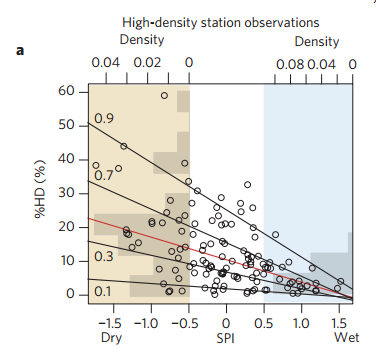 High-density station observations
a
Density
Density
0.04 0.02 0
0.08 0.04 0
60
50
40
30
20
10
0
%HD (%)
0.9
0.7
0.3
0.1
−1.5 −1.0 −0.5 0 0.5 1.0 1.5
Dry SPI Wet